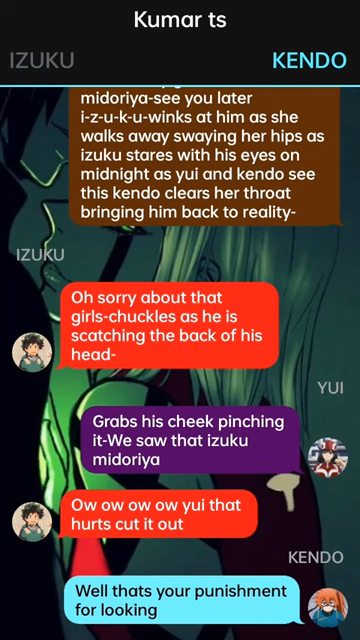 Kumar ts
IZUKU
KENDO
midoriya-see you later
i-z-u-k-u-winks at him as she
walks away swaying her hips as
izuku stares with his eyes on
midnight as yui and kendo see
this kendo clears her throat
bringing him back to reality-
IZUKU
Oh sorry about that
girls-chuckles as he is
scatching the back of his
head-
YUI
Grabs his cheek pinching
it-We saw that izuku
midoriya
Ow ow ow ow yui that
hurts cut it out
KENDO
Well thats your punishment
for looking